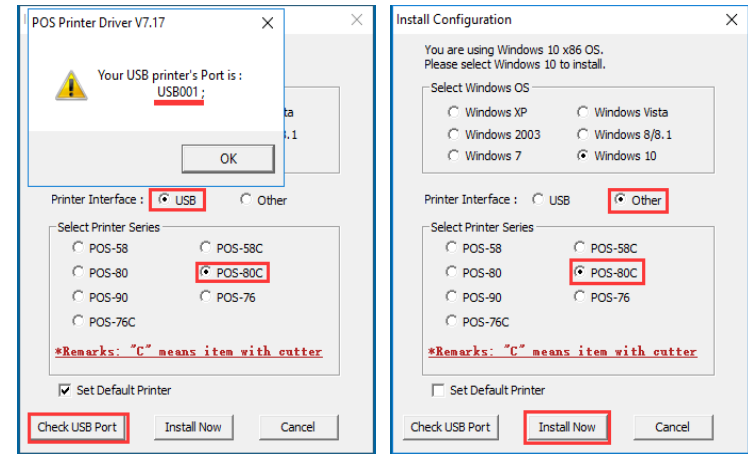 POS Printer Driver V7.17
Your USB printer's Port is :
USB001 ;
OK
ta
.1
Printer Interface : USB Other
Select Printer Series
POS-58 POS-58C
POS-80 POS-80C
POS-90 POS-76
POS-76C
*Remarks: "C" means item with cutter
Set Default Printer
Check USB Port Install Now Cancel
Install Configuration
You are using Windows 10 x86 OS.
Please select Windows 10 to install.
Select Windows OS
Windows XP Windows Vista
Windows 2003 Windows 8/8.1
Windows 7 Windows 10
Printer Interface : USB Other
Select Printer Series
POS-58 POS-58C
POS-80 POS-80C
POS-90 POS-76
POS-76C
*Remarks: "C" means item with cutter
Set Default Printer
Check USB Port Install Now Cancel